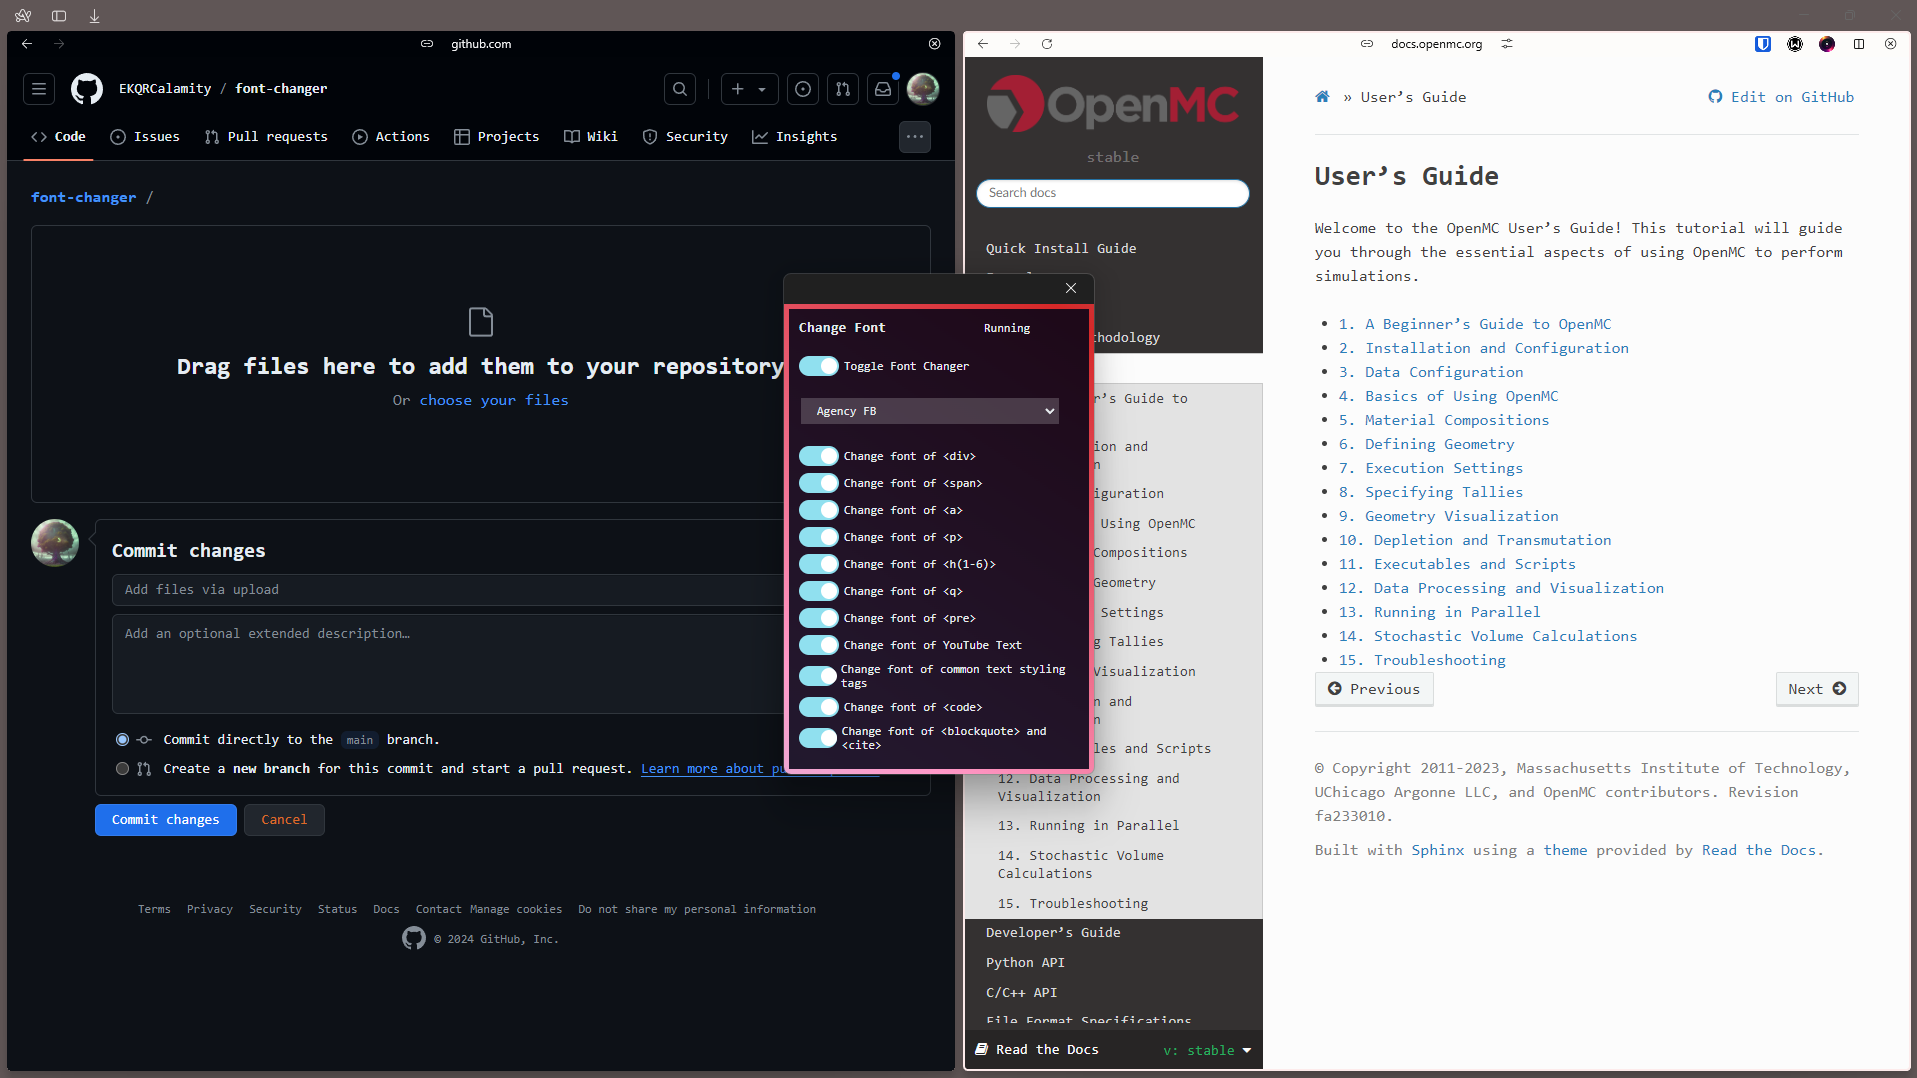 github.com
EKQRCalamity / font-changer
Code Issues Pull requests Actions Projects Wiki Security Insights
font-changer /
Drag files here to add them to your repository
Or choose your files
Commit changes
Add files via upload
Add an optional extended description…
Commit directly to the main branch.
Create a new branch for this commit and start a pull request. Learn more about
Commit changes Cancel
Terms Privacy Security Status Docs Contact Manage cookies Do not share my personal information
© 2024 GitHub, Inc.
Change Font Running
Toggle Font Changer
Agency FB
Change font of <div>
Change font of <span>
Change font of <a>
Change font of <p>
Change font of <h(1-6)>
Change font of <q>
Change font of <pre>
Change font of YouTube Text
Change font of common text styling
tags
Change font of <code>
Change font of <blockquote> and
<cite>
docs.openmc.org
OpenMC
stable
Search docs
Quick Install Guide
Guide to
and
Using OpenMC
Compositions
Geometry
Settings
Tallies
Visualization
and
and Scripts
12. Data Processing and
Visualization
13. Running in Parallel
14. Stochastic Volume
Calculations
15. Troubleshooting
Developer’s Guide
Python API
C/C++ API
File Format Specifications
Read the Docs v: stable
» User’s Guide Edit on GitHub
User’s Guide
Welcome to the OpenMC User’s Guide! This tutorial will guide
you through the essential aspects of using OpenMC to perform
simulations.
• 1. A Beginner’s Guide to OpenMC
• 2. Installation and Configuration
• 3. Data Configuration
• 4. Basics of Using OpenMC
• 5. Material Compositions
• 6. Defining Geometry
• 7. Execution Settings
• 8. Specifying Tallies
• 9. Geometry Visualization
• 10. Depletion and Transmutation
• 11. Executables and Scripts
• 12. Data Processing and Visualization
• 13. Running in Parallel
• 14. Stochastic Volume Calculations
• 15. Troubleshooting
Previous Next
© Copyright 2011-2023, Massachusetts Institute of Technology,
UChicago Argonne LLC, and OpenMC contributors. Revision
fa233010.
Built with Sphinx using a theme provided by Read the Docs.